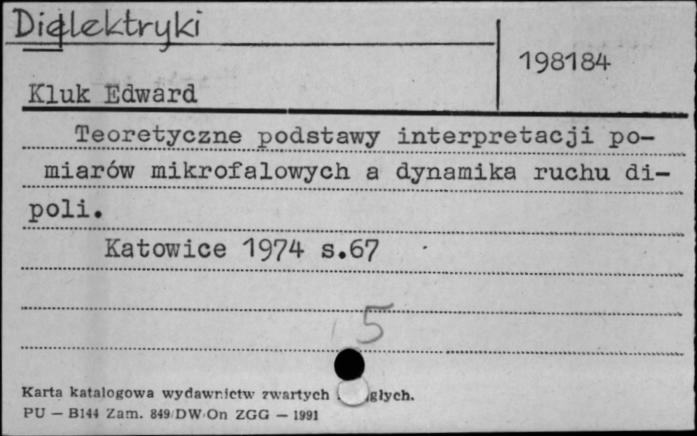 Dielektryki
198184
Kluk Edward
Teoretyczne podstawy interpretacji po-
miarów mikrofalowych a dynamika ruchu di-
poli.
Katowice 1974 s.67
5
Karta katalogowa wydawnictw zwartych głych.
PU — B144 Zam. 849 DW On ZGG — 1991